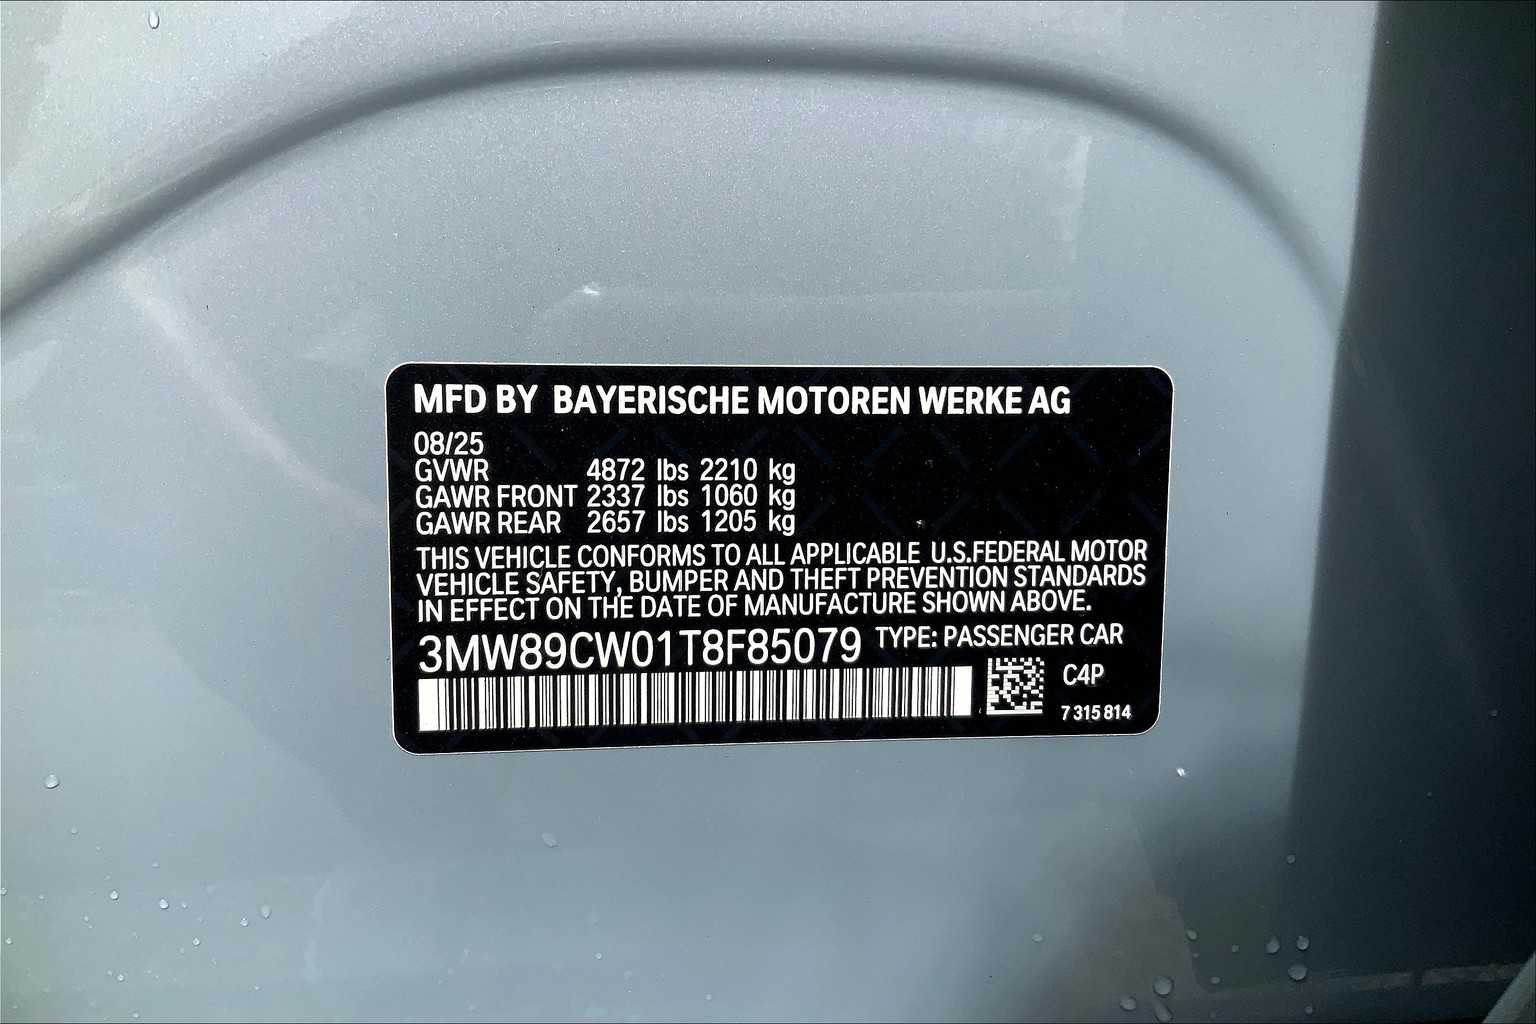 MFD BY BAYERISCHE MOTOREN WERKE AG
08/25
GVWR 4872 lbs 2210 kg
GAWR FRONT 2337 lbs 1060 kg
GAWR REAR 2657 lbs 1205 kg
THIS VEHICLE CONFORMS TO ALL APPLICABLE U.S.FEDERAL MOTOR
VEHICLE SAFETY, BUMPER AND THEFT PREVENTION STANDARDS
IN EFFECT ON THE DATE OF MANUFACTURE SHOWN ABOVE.
3MW89CW01T8F85079 TYPE: PASSENGER CAR
C4P
7 315 814